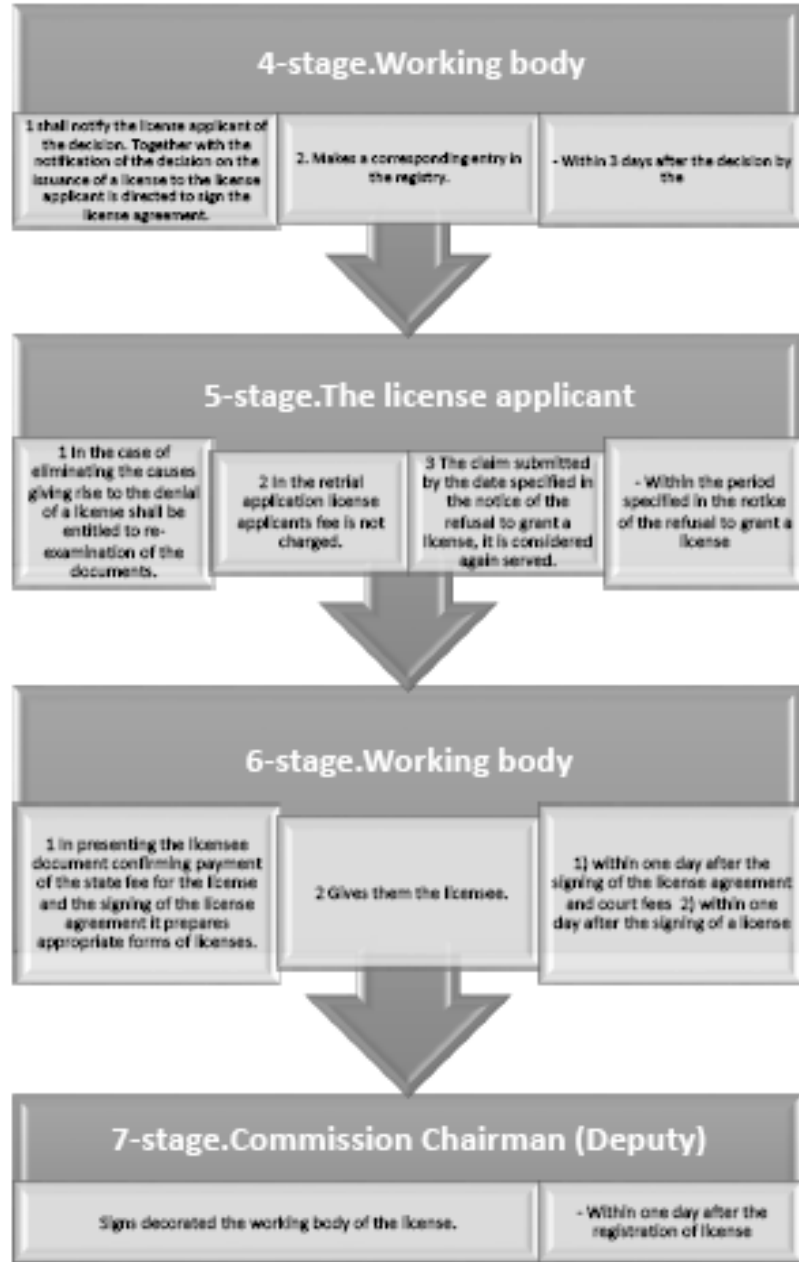 4-stage.Working body
1 shall notify the license applicant of
the decision. Together with the
notification of the decision on the
issuance of a license to the license
applicant is directed to sign the
license agreement.
2. Makes a corresponding entry in
the registry.
- Within 3 days after the decision by
the
5-stage.The license applicant
1 In the case of
eliminating the causes
giving rise to the denial
of a license shall be
entitled to re-
examination of the
documents.
2 In the retrial
application license
applicants fee is not
charged.
3 The claim submitted
by the date specified in
the notice of the
refusal to grant a
license, it is considered
again served.
- Within the period
specified in the notice
of the refusal to grant a
license
6-stage.Working body
1 In presenting the licensee
document confirming payment
of the state fee for the license
and the signing of the license
agreement it prepares
appropriate forms of licenses.
2 Gives them the licensee.
1) within one day after the
signing of the license agreement
and court fees 2) within one
day after the signing of a license
7-stage.Commission Chairman (Deputy)
Signs decorated the working body of the license.
- Within one day after the
registration of license